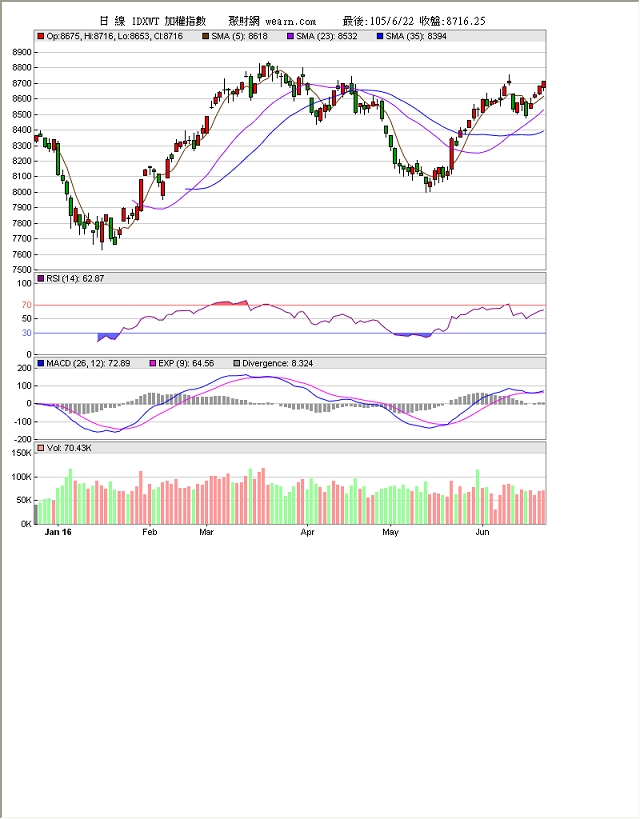 日 線 IDXWT 加權指數 聚財網 wearn.com 最後:105/6/22 收盤:8716.25
Op:8675, Hi:8716, Lo:8653, Cl:8716 SMA (5): 8618 SMA (23): 8532 SMA (35): 8394
8900
8800
8700
8600
8500
8400
8300
8200
8100
8000
7900
7800
7700
7600
7500
RSI (14): 62.87
100
70
50
30
0
MACD (26, 12): 72.89 EXP (9): 64.56 Divergence: 8.324
200
100
0
-100
-200
Vol: 70.43K
150K
100K
50K
0K
Jan 16 Feb Mar Apr May Jun